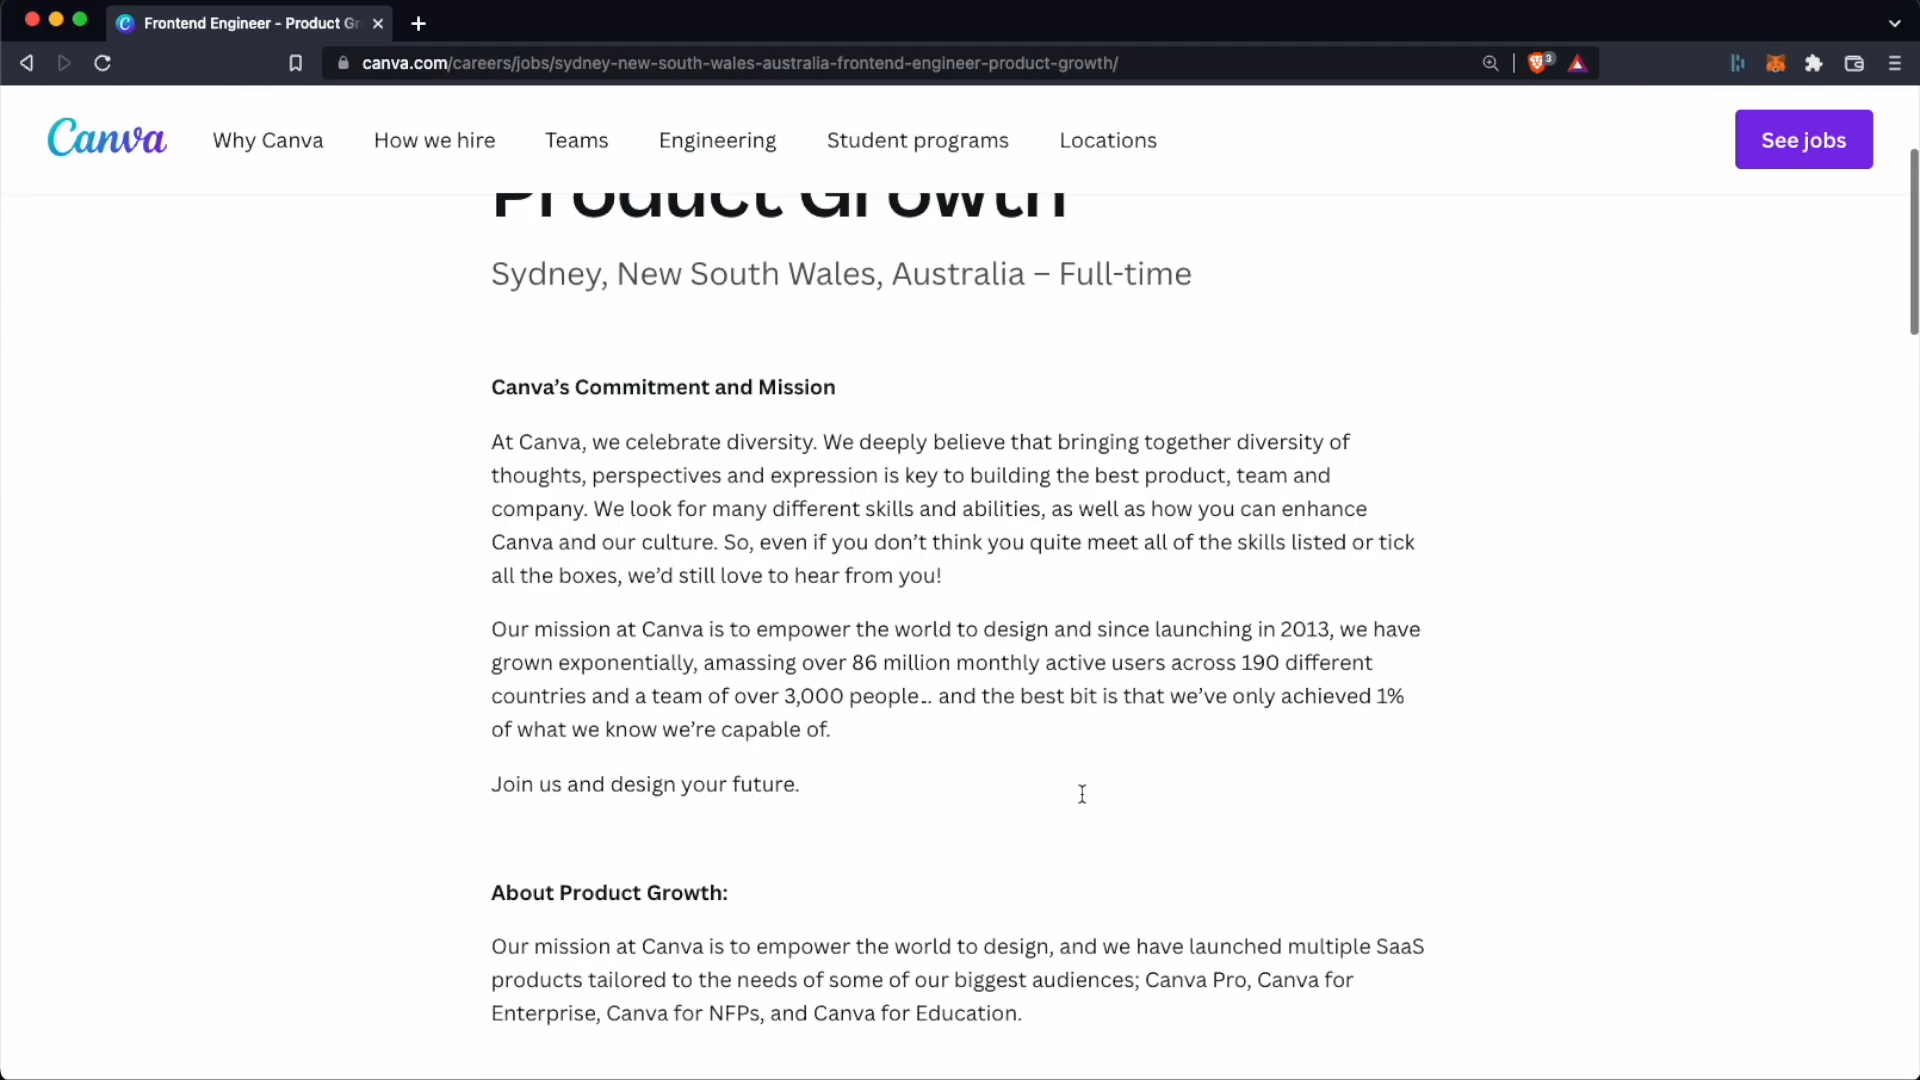 Frontend Engineer - Product Gr
canva.com/careers/jobs/sydney-new-south-wales-australia-frontend-engineer-product-growth/
3
Canva
Why Canva
How we hire
Teams
Engineering
Student programs
Locations
See jobs
Product Growth
Sydney, New South Wales, Australia – Full-time
Canva’s Commitment and Mission
At Canva, we celebrate diversity. We deeply believe that bringing together diversity of
thoughts, perspectives and expression is key to building the best product, team and
company. We look for many different skills and abilities, as well as how you can enhance
Canva and our culture. So, even if you don’t think you quite meet all of the skills listed or tick
all the boxes, we’d still love to hear from you!
Our mission at Canva is to empower the world to design and since launching in 2013, we have
grown exponentially, amassing over 86 million monthly active users across 190 different
countries and a team of over 3,000 people… and the best bit is that we’ve only achieved 1%
of what we know we’re capable of.
Join us and design your future.
About Product Growth:
Our mission at Canva is to empower the world to design, and we have launched multiple SaaS
products tailored to the needs of some of our biggest audiences; Canva Pro, Canva for
Enterprise, Canva for NFPs, and Canva for Education.